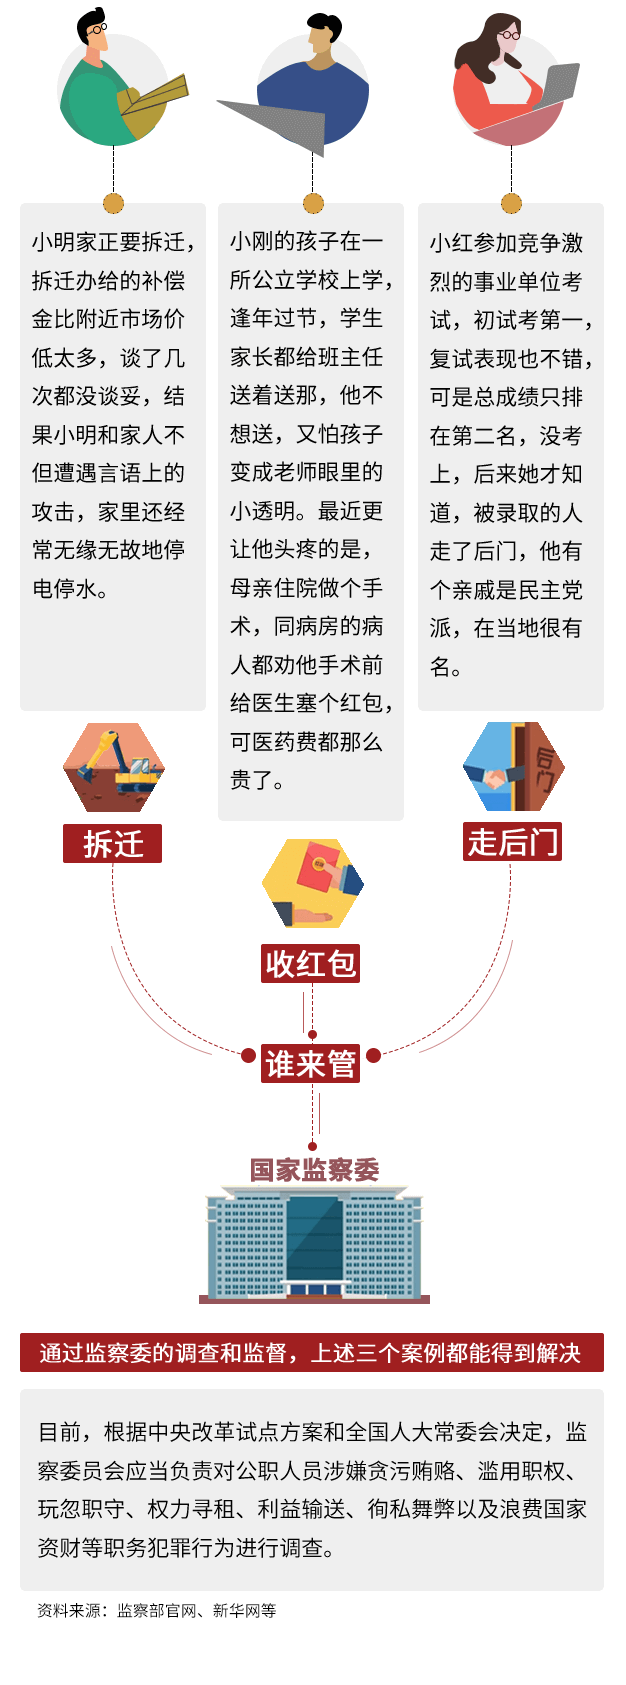 小明家正要拆迁，
拆迁办给的补偿
金比附近市场价
低太多，谈了几
次都没谈妥，结
果小明和家人不
但遭遇言语上的
攻击，家里还经
常无缘无故地停
电停水。
小刚的孩子在一
所公立学校上学，
逢年过节，学生
家长都给班主任
送着送那，他不
想送，又怕孩子
变成老师眼里的
小透明。最近更
让他头疼的是，
母亲住院做个手
术，同病房的病
人都劝他手术前
给医生塞个红包，
可医药费都那么
贵了。
小红参加竞争激
烈的事业单位考
试，初试考第一，
复试表现也不错，
可是总成绩只排
在第二名，没考
上，后来她才知
道，被录取的人
走了后门，他有
个亲戚是民主党
派，在当地很有
名。
后门
拆迁
走后门
收红包
谁来管
国家监察委
通过监察委的调查和监督，上述三个案例都能得到解决
目前，根据中央改革试点方案和全国人大常委会决定，监
察委员会应当负责对公职人员涉嫌贪污贿赂、滥用职权、
玩忽职守、权力寻租、利益输送、徇私舞弊以及浪费国家
资财等职务犯罪行为进行调查。
资料来源：监察部官网、新华网等